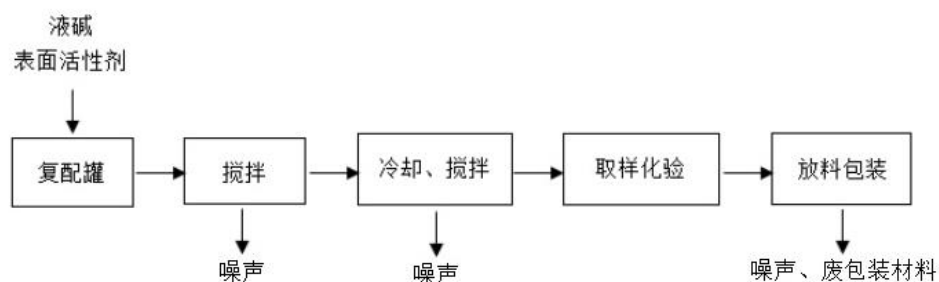 液碱
表面活性剂
复配罐
搅拌
冷却、搅拌
取样化验
放料包装
噪声
噪声
噪声、废包装材料